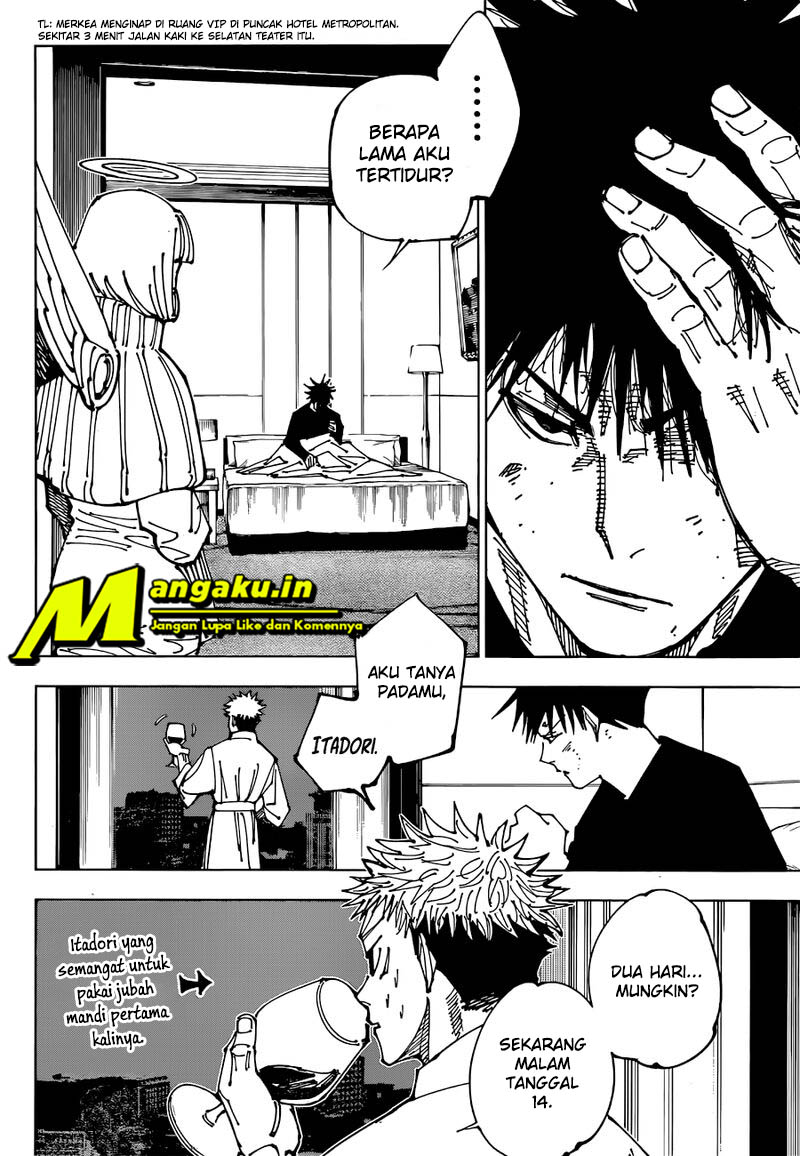 TL: MERKEA MENGINAP DI RUANG VIP DI PUNCAK HOTEL METROPOLITAN.
SEKITAR 3 MENIT JALAN KAKI KE SELATAN TEATER ITU.
......
BERAPA
LAMA AKU
TERTIDUR?
Mangaku.in
Jangan Lupa Like dan Komennya
AKU TANYA
PADAMU,
ITADORI.
DUA HARI...
MUNGKIN?
SEKARANG
MALAM
TANGGAL
14.
Itadori yang
semangat untuk
pakai jubah
mandi pertama
kalinya.